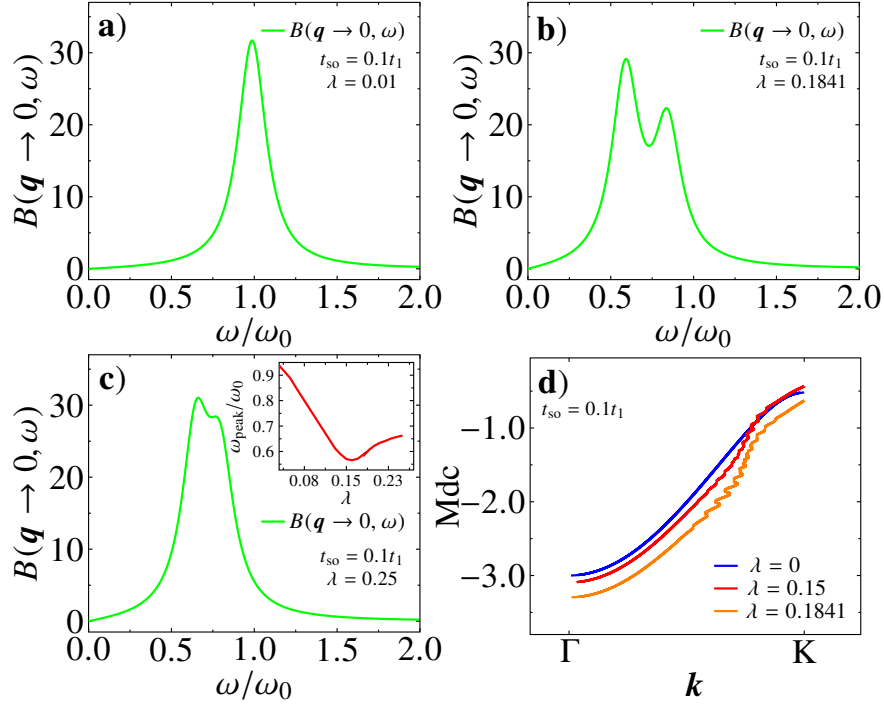 a)
B(q → 0, ω)
t_so = 0.1t_1
λ = 0.01
B(q → 0, ω)
30
20
10
0
0.0 0.5 1.0 1.5 2.0
ω/ω_0
b)
B(q → 0, ω)
t_so = 0.1t_1
λ = 0.1841
B(q → 0, ω)
30
20
10
0
0.0 0.5 1.0 1.5 2.0
ω/ω_0
c)
B(q → 0, ω)
t_so = 0.1t_1
λ = 0.25
B(q → 0, ω)
30
20
10
0
0.0 0.5 1.0 1.5 2.0
ω/ω_0
ω_peak/ω_0
0.9
0.8
0.7
0.6
0.08 0.15 0.23
λ
d)
t_so = 0.1t_1
Mdc
−1.0
−2.0
−3.0
λ = 0
λ = 0.15
λ = 0.1841
Γ K
k